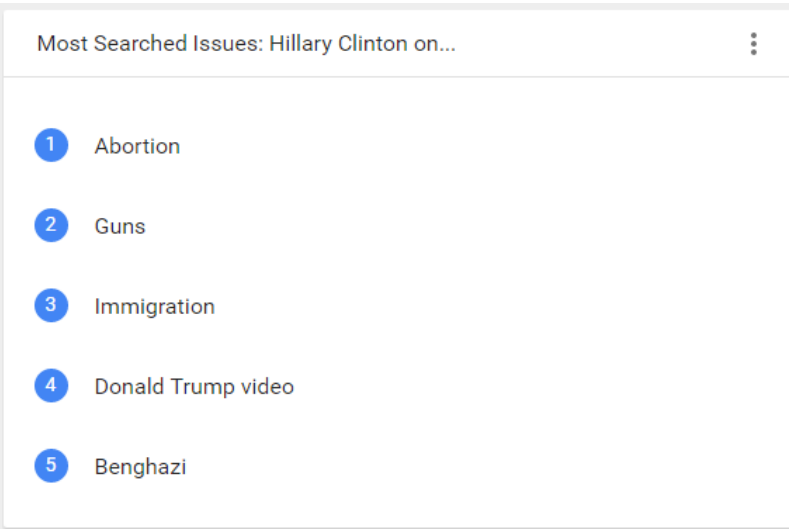 Most Searched Issues: Hillary Clinton on...
1 Abortion
2 Guns
3 Immigration
4 Donald Trump video
5 Benghazi